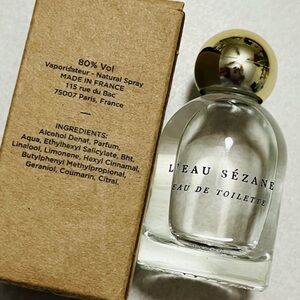 80% Vol
Vaporisateur - Natural Spray
MADE IN FRANCE
115 rue du Bac
75007 Paris, France
INGREDIENTS:
Alcohol Denat, Parfum,
Aqua, Ethylhexyl Salicylate, Bht,
Linalool, Limonene, Hexyl Cinnamal,
Butylphenyl Methylpropional,
Geraniol, Coumarin, Citral.
L'EAU SÉZANE
EAU DE TOILETTE